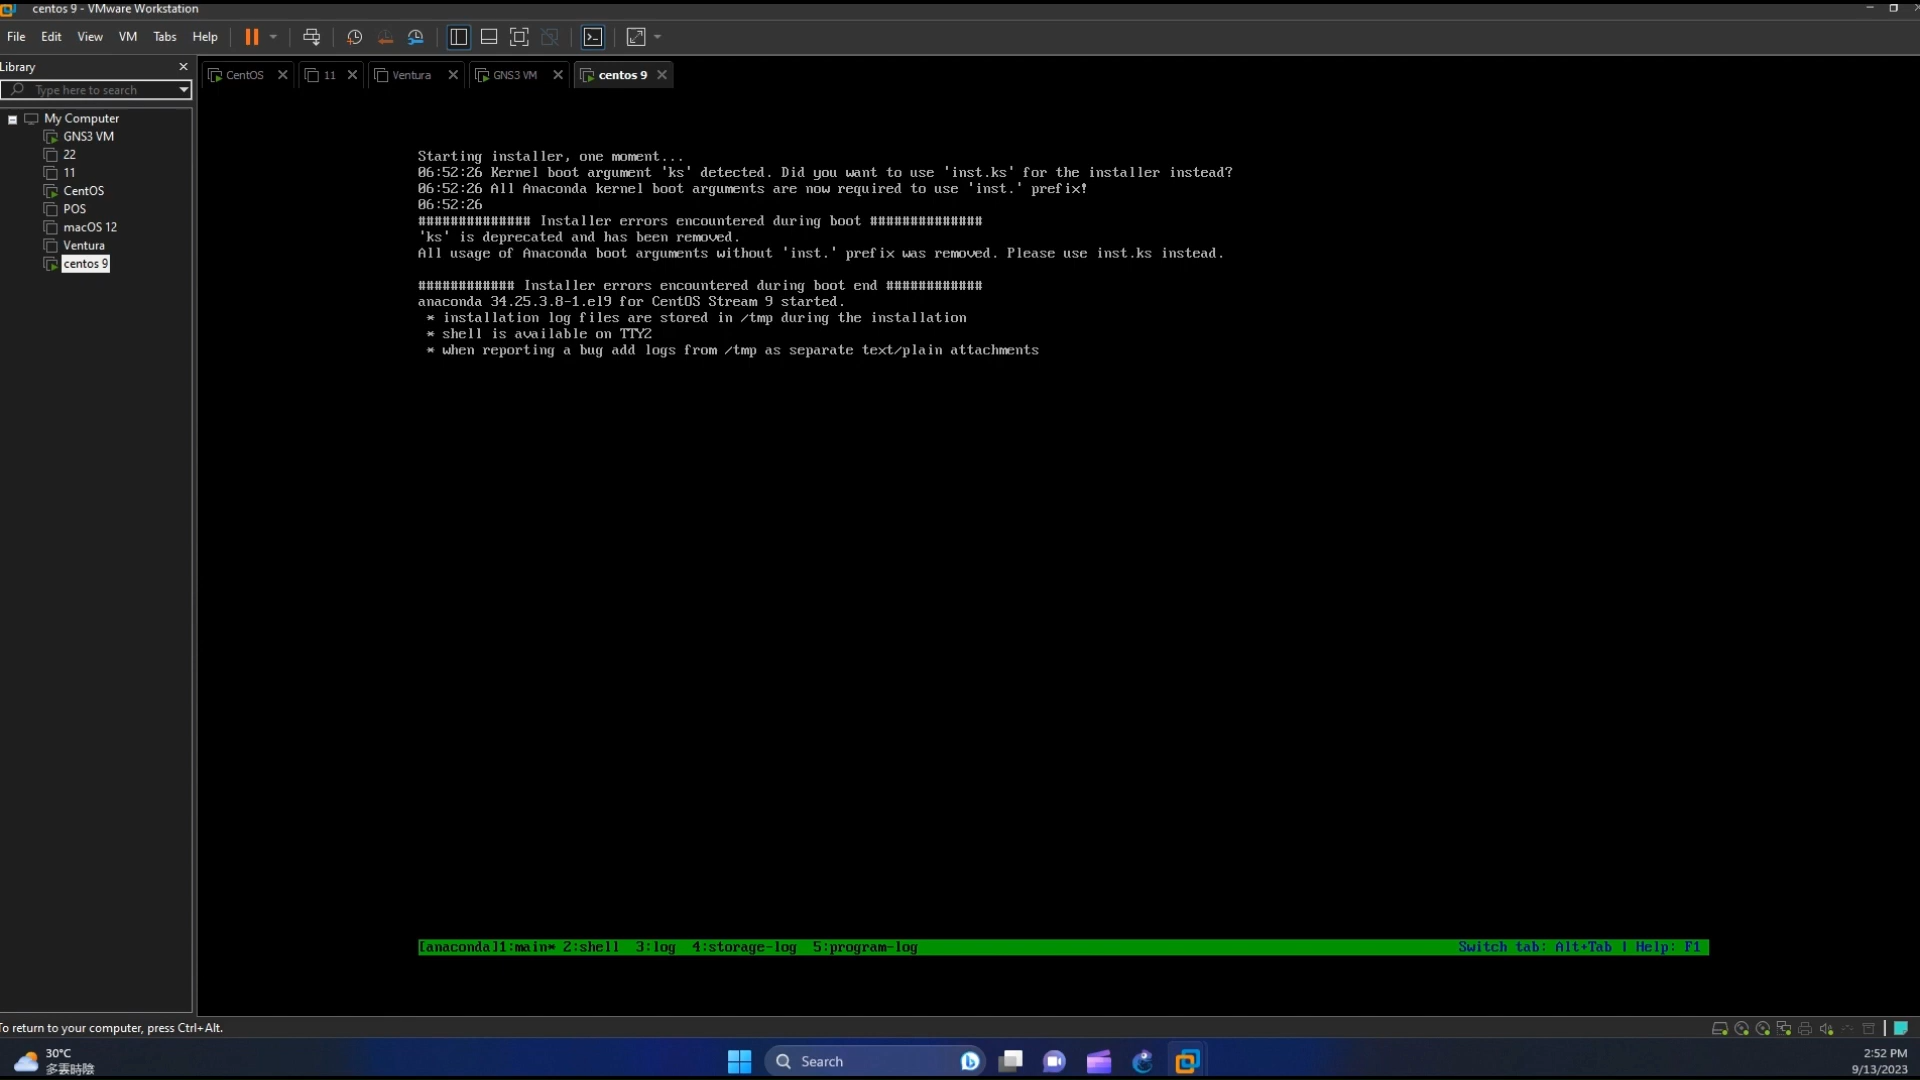 centos 9 - VMware Workstation
File Edit View VM Tabs Help
Library
Type here to search
My Computer
GNS3 VM
22
11
CentOS
POS
macOS 12
Ventura
centos 9
CentOS 11 Ventura GNS3 VM centos 9
Starting installer, one moment...
06:52:26 Kernel boot argument 'ks' detected. Did you want to use 'inst.ks' for the installer instead?
06:52:26 All Anaconda kernel boot arguments are now required to use 'inst.' prefix!
06:52:26
############## Installer errors encountered during boot ##############
'ks' is deprecated and has been removed.
All usage of Anaconda boot arguments without 'inst.' prefix was removed. Please use inst.ks instead.
############ Installer errors encountered during boot end ############
anaconda 34.25.3.8-1.el9 for CentOS Stream 9 started.
* installation log files are stored in /tmp during the installation
* shell is available on TTY2
* when reporting a bug add logs from /tmp as separate text/plain attachments
[anaconda]1:main* 2:shell 3:log 4:storage-log 5:program-log Switch tab: Alt+Tab | Help: F1
To return to your computer, press Ctrl+Alt.
30°C
多雲時陰
Search
2:52 PM
9/13/2023